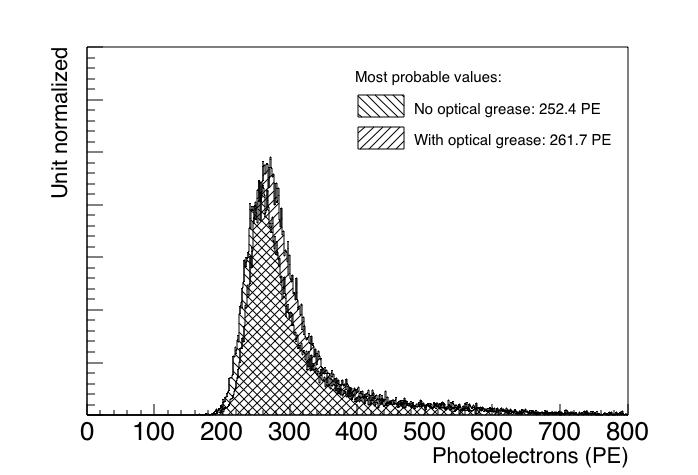 Unit normalized
Most probable values:
No optical grease: 252.4 PE
With optical grease: 261.7 PE
0 100 200 300 400 500 600 700 800
Photoelectrons (PE)